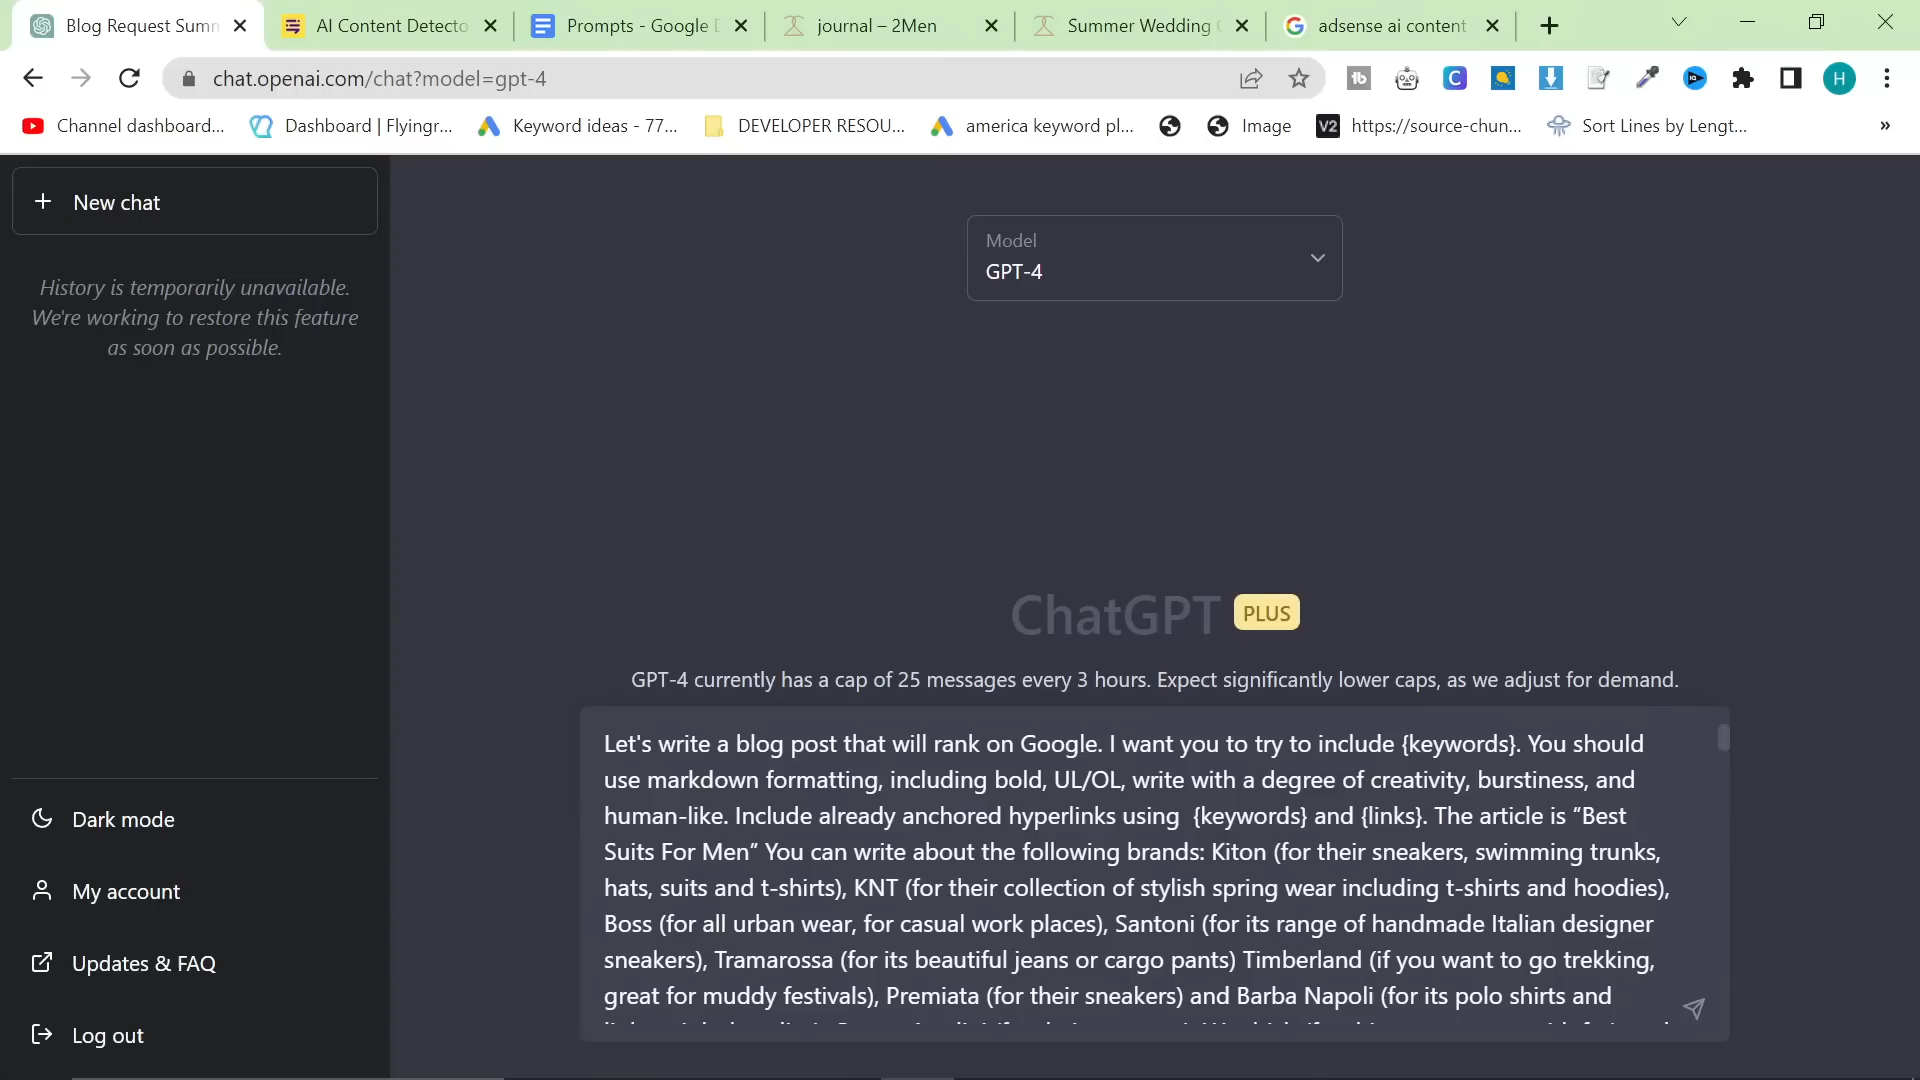 Blog Request Summ
AI Content Detecto
Prompts - Google D
journal – 2Men
Summer Wedding G
adsense ai content
chat.openai.com/chat?model=gpt-4
H
Channel dashboard...
Dashboard | Flyingr...
Keyword ideas - 77...
DEVELOPER RESOU...
america keyword pl...
Image
V2 https://source-chun...
Sort Lines by Lengt...
»
New chat
History is temporarily unavailable.
We're working to restore this feature
as soon as possible.
Model
GPT-4
ChatGPT PLUS
GPT-4 currently has a cap of 25 messages every 3 hours. Expect significantly lower caps, as we adjust for demand.
Let's write a blog post that will rank on Google. I want you to try to include {keywords}. You should
use markdown formatting, including bold, UL/OL, write with a degree of creativity, burstiness, and
human-like. Include already anchored hyperlinks using  {keywords} and {links}. The article is “Best
Suits For Men” You can write about the following brands: Kiton (for their sneakers, swimming trunks,
hats, suits and t-shirts), KNT (for their collection of stylish spring wear including t-shirts and hoodies),
Boss (for all urban wear, for casual work places), Santoni (for its range of handmade Italian designer
sneakers), Tramarossa (for its beautiful jeans or cargo pants) Timberland (if you want to go trekking,
great for muddy festivals), Premiata (for their sneakers) and Barba Napoli (for its polo shirts and
Dark mode
My account
Updates & FAQ
Log out